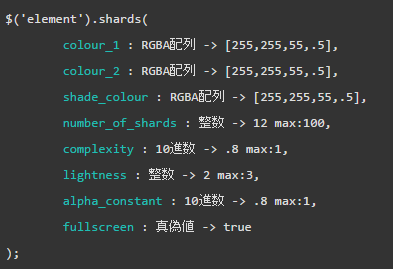 $('element').shards(
colour_1 : RGBA配列 -> [255,255,55,.5],
colour_2 : RGBA配列 -> [255,255,55,.5],
shade_colour : RGBA配列 -> [255,255,55,.5],
number_of_shards : 整数 -> 12 max:100,
complexity : 10進数 -> .8 max:1,
lightness : 整数 -> 2 max:3,
alpha_constant : 10進数 -> .8 max:1,
fullscreen : 真偽値 -> true
);